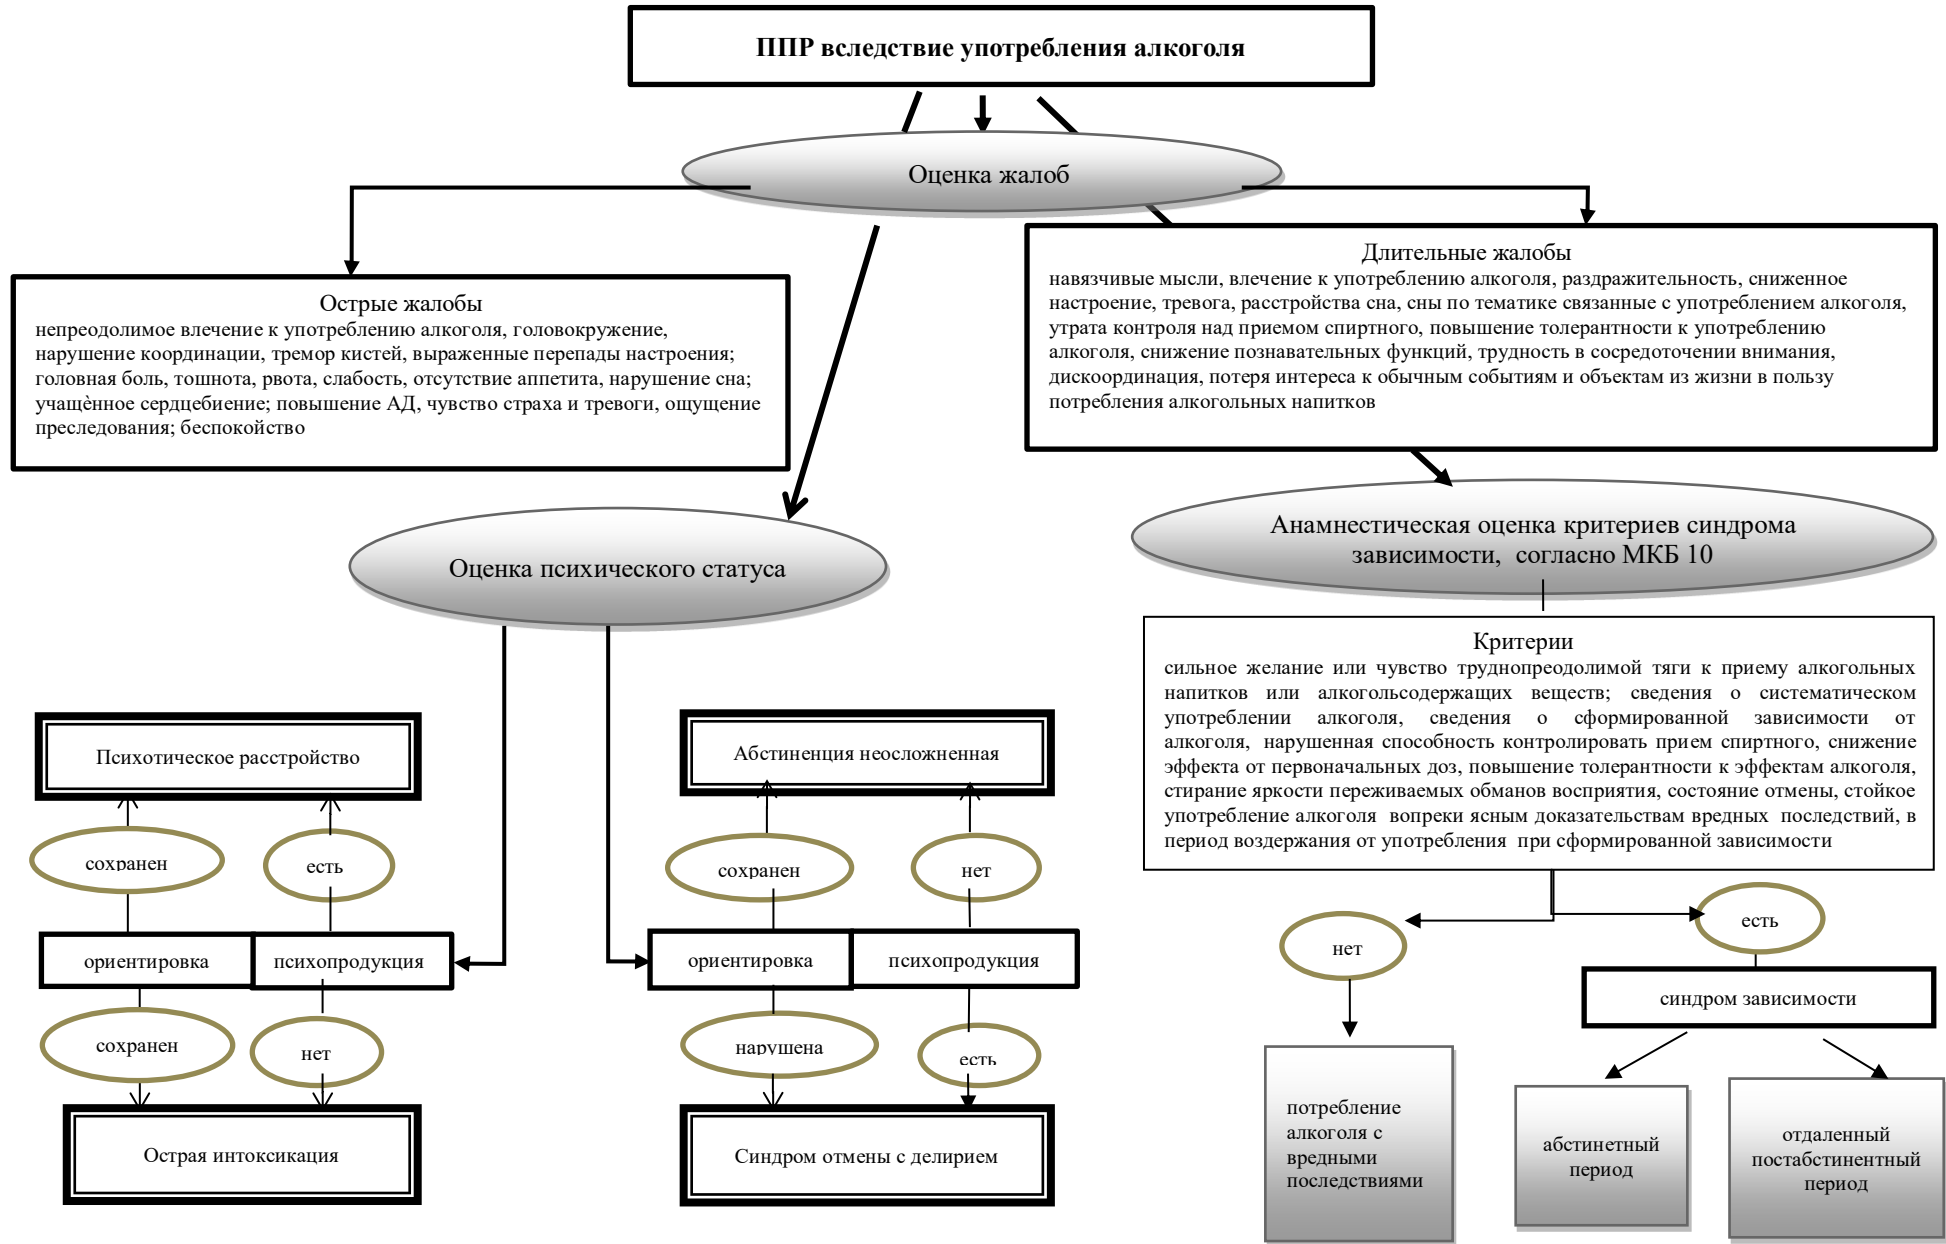 ППР вследствие употребления алкоголя
Оценка жалоб
Острые жалобы
непреодолимое влечение к употреблению алкоголя, головокружение,
нарушение координации, тремор кистей, выраженные перепады настроения;
головная боль, тошнота, рвота, слабость, отсутствие аппетита, нарушение сна;
учащѐнное сердцебиение; повышение АД, чувство страха и тревоги, ощущение
преследования; беспокойство
Длительные жалобы
навязчивые мысли, влечение к употреблению алкоголя, раздражительность, сниженное
настроение, тревога, расстройства сна, сны по тематике связанные с употреблением алкоголя,
утрата контроля над приемом спиртного, повышение толерантности к употреблению
алкоголя, снижение познавательных функций, трудность в сосредоточении внимания,
дискоординация, потеря интереса к обычным событиям и объектам из жизни в пользу
потребления алкогольных напитков
Оценка психического статуса
Анамнестическая оценка критериев синдрома
зависимости, согласно МКБ 10
Критерии
сильное желание или чувство труднопреодолимой тяги к приему алкогольных
напитков или алкогольсодержащих веществ; сведения о систематическом
употреблении алкоголя, сведения о сформированной зависимости от
алкоголя, нарушенная способность контролировать прием спиртного, снижение
эффекта от первоначальных доз, повышение толерантности к эффектам алкоголя,
стирание яркости переживаемых обманов восприятия, состояние отмены, стойкое
употребление алкоголя вопреки ясным доказательствам вредных последствий, в
период воздержания от употребления при сформированной зависимости
Психотическое расстройство
сохранен
есть
ориентировка
психопродукция
сохранен
нет
Острая интоксикация
Абстиненция неосложненная
сохранен
нет
ориентировка
психопродукция
нарушена
есть
Синдром отмены с делирием
нет
есть
синдром зависимости
потребление
алкоголя с
вредными
последствиями
абстинетный
период
отдаленный
постабстинентный
период